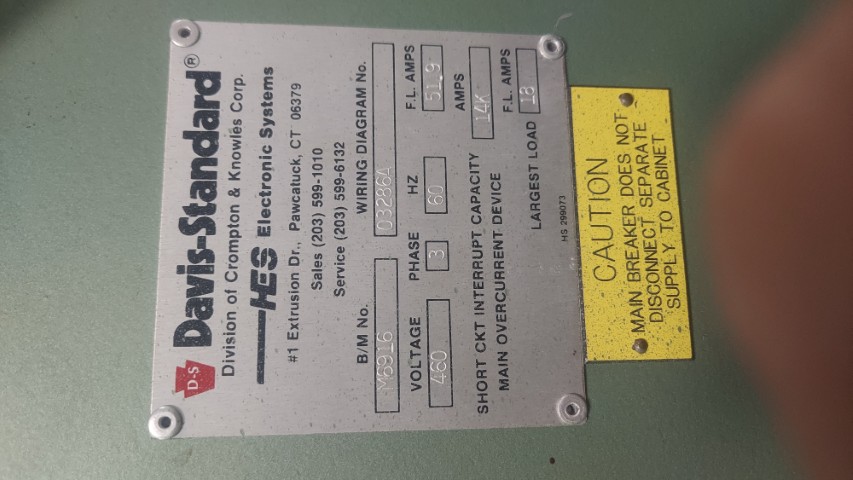 D-S Davis-Standard®
Division of Crompton & Knowles Corp.
HES Electronic Systems
#1 Extrusion Dr., Pawcatuck, CT 06379
Sales (203) 599-1010
Service (203) 599-6132
B/M No. WIRING DIAGRAM No.
M6916 D3286A
VOLTAGE PHASE HZ F.L. AMPS
460 3 60 51.9
SHORT CKT INTERRUPT CAPACITY AMPS
MAIN OVERCURRENT DEVICE 14K
LARGEST LOAD F.L. AMPS 18
HS 299073
CAUTION
MAIN BREAKER DOES NOT
DISCONNECT SEPARATE
SUPPLY TO CABINET